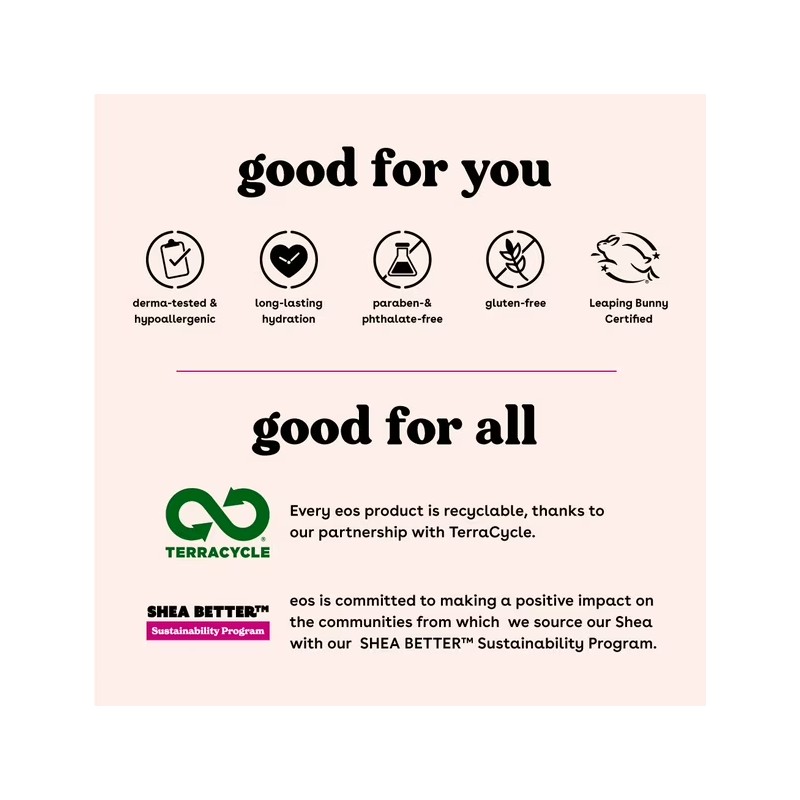 good for you
derma-tested &
hypoallergenic
long-lasting
hydration
paraben-&
phthalate-free
gluten-free
Leaping Bunny
Certified
good for all
TERRACYCLE®
Every eos product is recyclable, thanks to
our partnership with TerraCycle.
SHEA BETTER™
Sustainability Program
eos is committed to making a positive impact on
the communities from which we source our Shea
with our SHEA BETTER™ Sustainability Program.